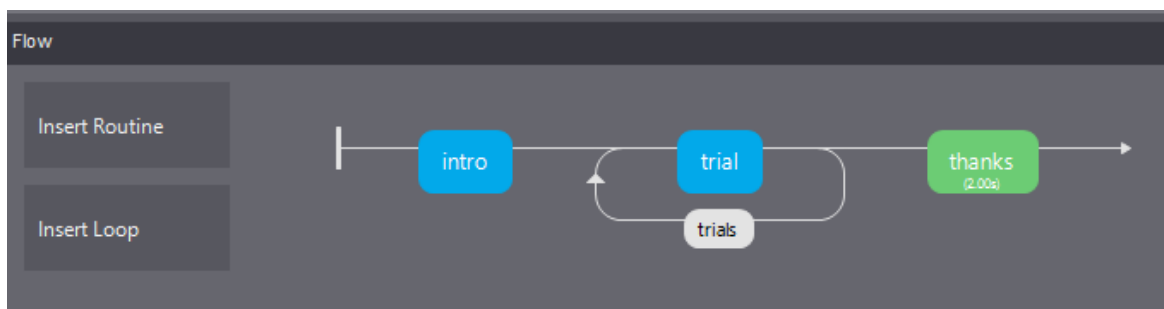 Flow
Insert Routine
Insert Loop
intro
trial
trials
thanks
(2.00s)